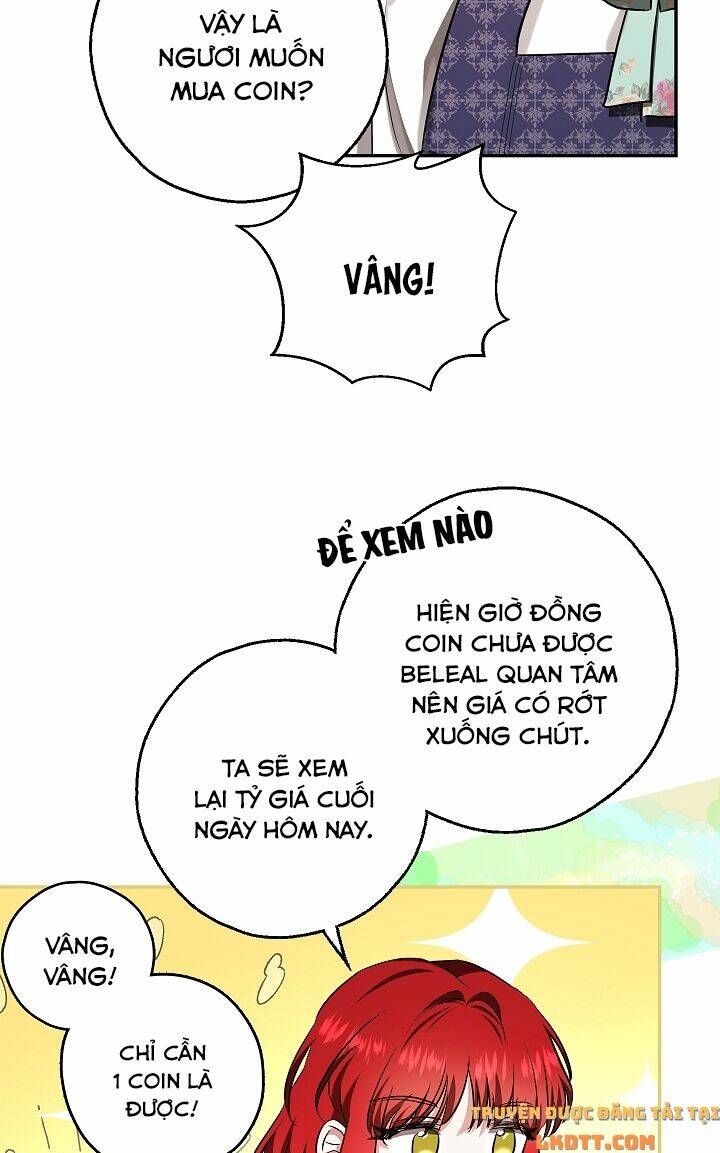 VẬY LÀ
NGƯƠI MUỐN
MUA COIN?
VÂNG!
ĐỂ XEM NÀO
HIỆN GIỜ ĐỒNG
COIN CHƯA ĐƯỢC
BELEAL QUAN TÂM
NÊN GIÁ CÓ RỚT
XUỐNG CHÚT.
TA SẼ XEM
LẠI TỶ GIÁ CUỐI
NGÀY HÔM NAY.
VÂNG,
VÂNG!
CHỈ CẦN
1 COIN LÀ
ĐƯỢC!
TRUYỆN ĐƯỢC ĐĂNG TẢI TẠI
LKDTT.COM